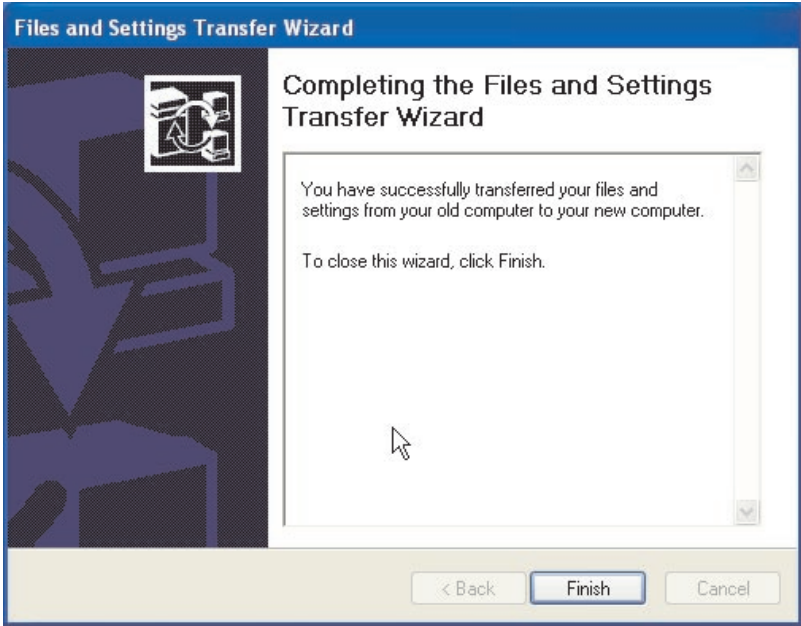 Files and Settings Transfer Wizard
Completing the Files and Settings
Transfer Wizard
You have successfully transferred your files and
settings from your old computer to your new computer.
To close this wizard, click Finish.
< Back Finish Cancel